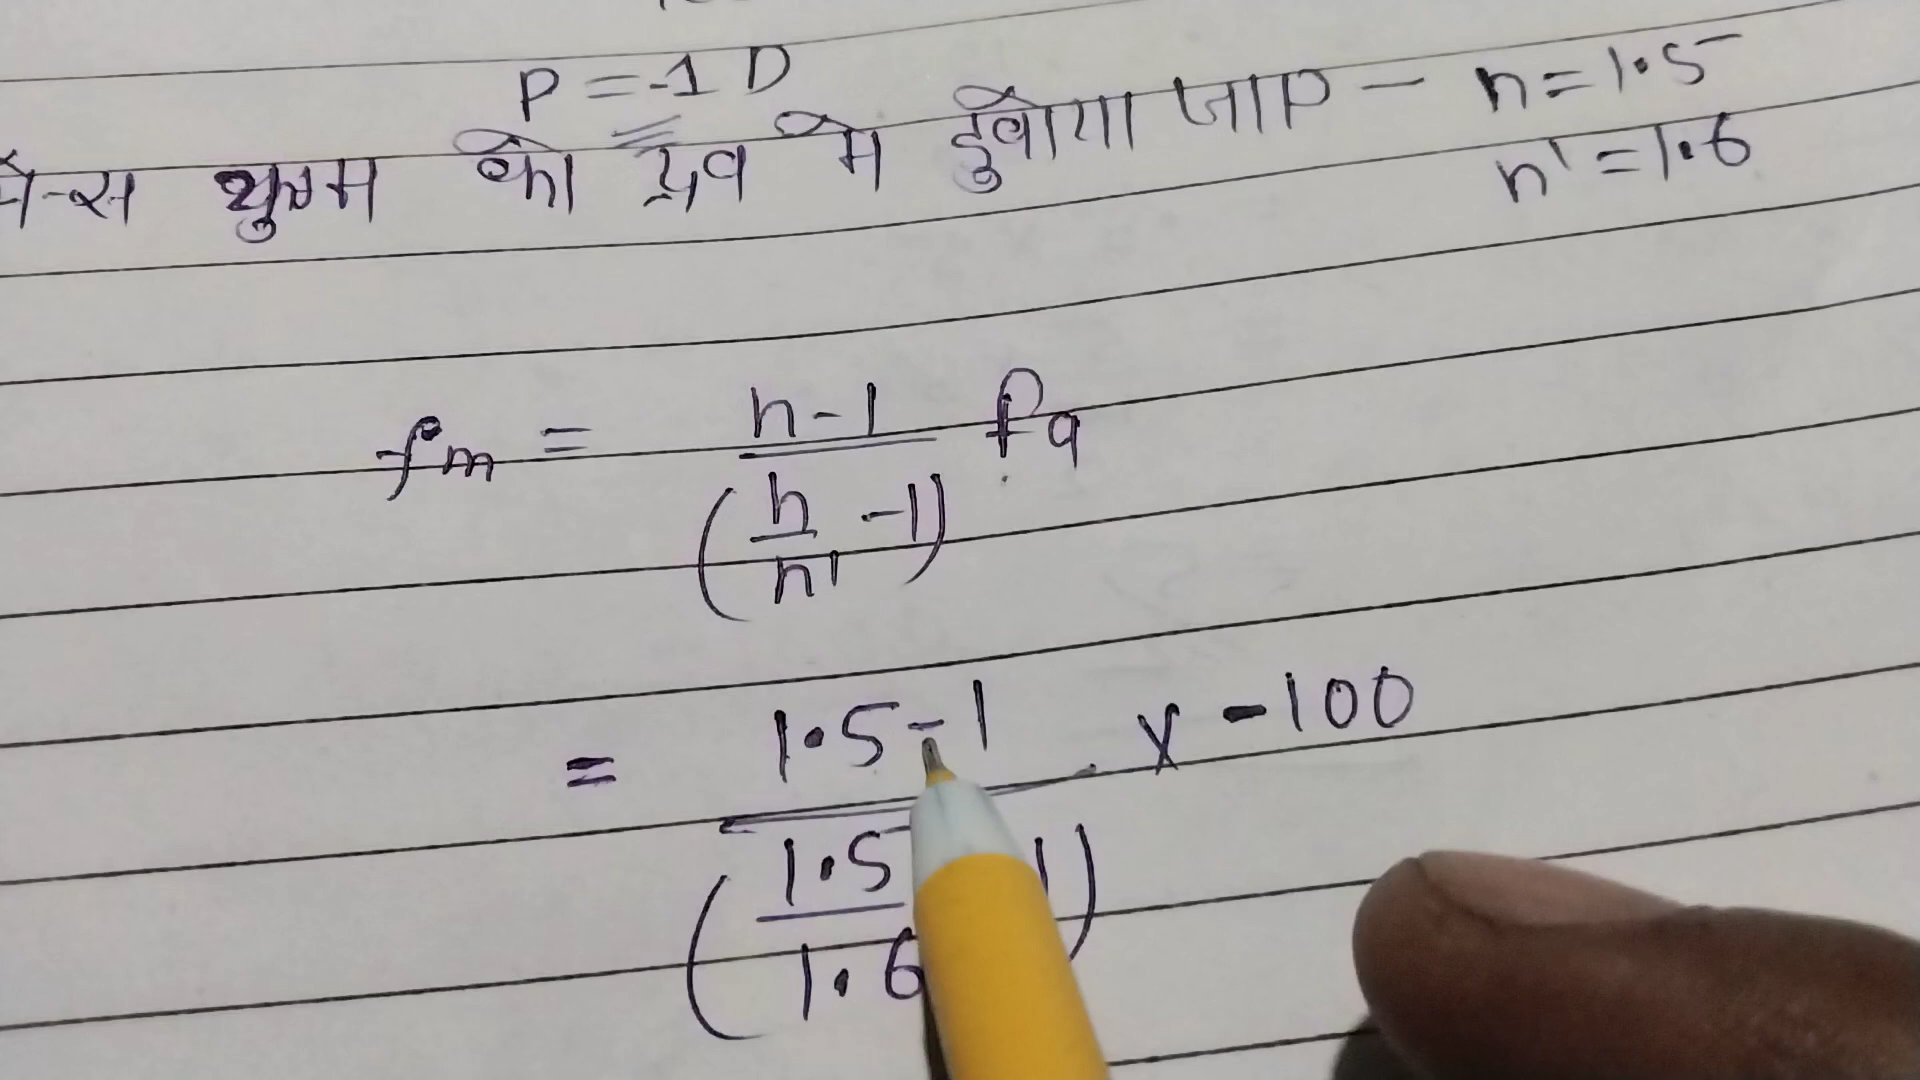 P = -1 D
न्स युग्म को द्रव मे डुबोया जाए - n = 1.5
n' = 1.6
fm = n-1 fa
(n/n' -1)
= 1.5-1 x -100
(1.5/1.6 1)